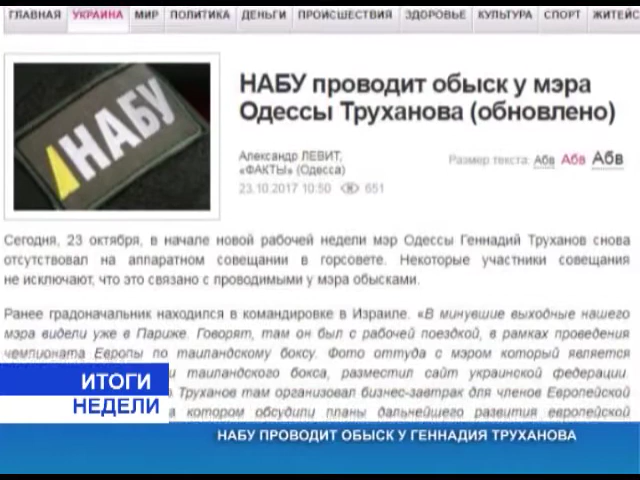 ГЛАВНАЯ УКРАИНА МИР ПОЛИТИКА ДЕНЬГИ ПРОИСШЕСТВИЯ ЗДОРОВЬЕ КУЛЬТУРА СПОРТ ЖИТЕЙС
НАБУ
НАБУ проводит обыск у мэра
Одессы Труханова (обновлено)
Александр ЛЕВИТ,
«ФАКТЫ» (Одесса)
23.10.2017 10:50 651
Размер текста: Абв Абв Абв
Сегодня, 23 октября, в начале новой рабочей недели мэр Одессы Геннадий Труханов снова
отсутствовал на аппаратном совещании в горсовете. Некоторые участники совещания
не исключают, что это связано с проводимыми у мэра обысками.
Ранее градоначальник находился в командировке в Израиле. «В минувшие выходные нашего
мэра видели уже в Париже. Говорят, там он был с рабочей поездкой, в рамках проведения
чемпионата Европы по таиландскому боксу. Фото оттуда с мэром который является
и таиландского бокса, разместил сайт украинской федерации.
Труханов там организовал бизнес-завтрак для членов Европейской
а котором обсудили планы дальнейшего развития европейской
ИТОГИ
НЕДЕЛИ
НАБУ ПРОВОДИТ ОБЫСК У ГЕННАДИЯ ТРУХАНОВА